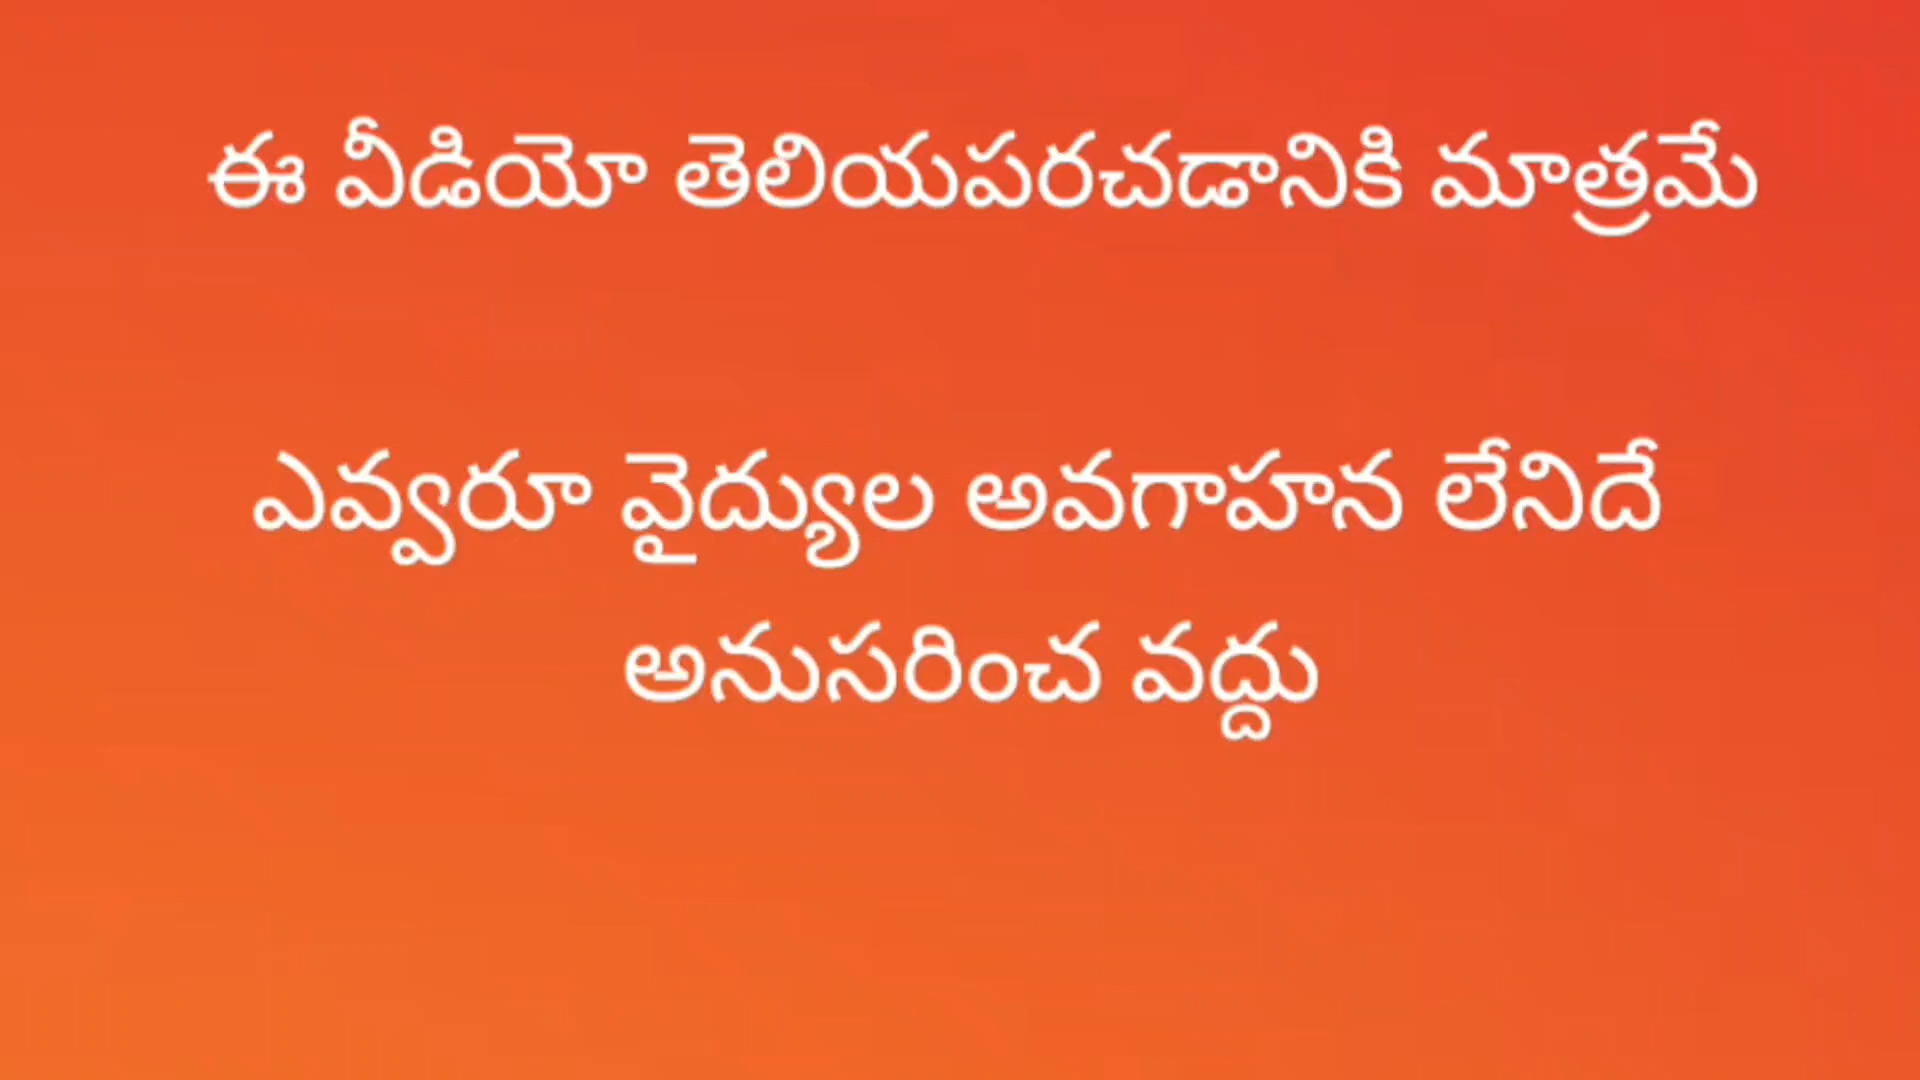 ఈ వీడియో తెలియపరచడానికి మాత్రమే
ఎవ్వరూ వైద్యుల అవగాహన లేనిదే
అనుసరించ వద్దు